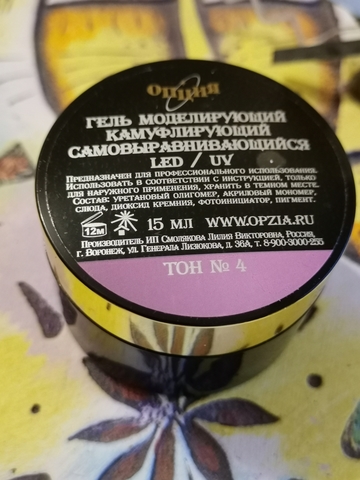 опция
ГЕЛЬ МОДЕЛИРУЮЩИЙ
КАМУФЛИРУЮЩИЙ
САМОВЫРАВНИВАЮЩИЙСЯ
LED / UV
Предназначен для профессионального использования.
Использовать в соответствии с инструкцией, только
для наружного применения, хранить в темном месте.
Состав: уретановый олигомер, акриловый мономер,
слюда, диоксид кремния, фотоинициатор, пигмент.
12м 15 МЛ WWW.OPZIA.RU
Производитель ИП Смолякова Лилия Викторовна, Россия,
г. Воронеж, ул. Генерала Лизюкова, д. 36А, т. 8-900-3000-255
ТОН № 4